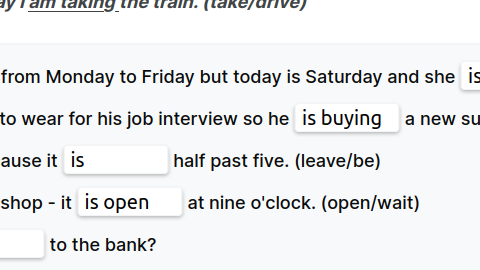 ay I am taking the train. (take/drive)
from Monday to Friday but today is Saturday and she is
to wear for his job interview so he is buying a new su
ause it is half past five. (leave/be)
shop - it is open at nine o'clock. (open/wait)
to the bank?